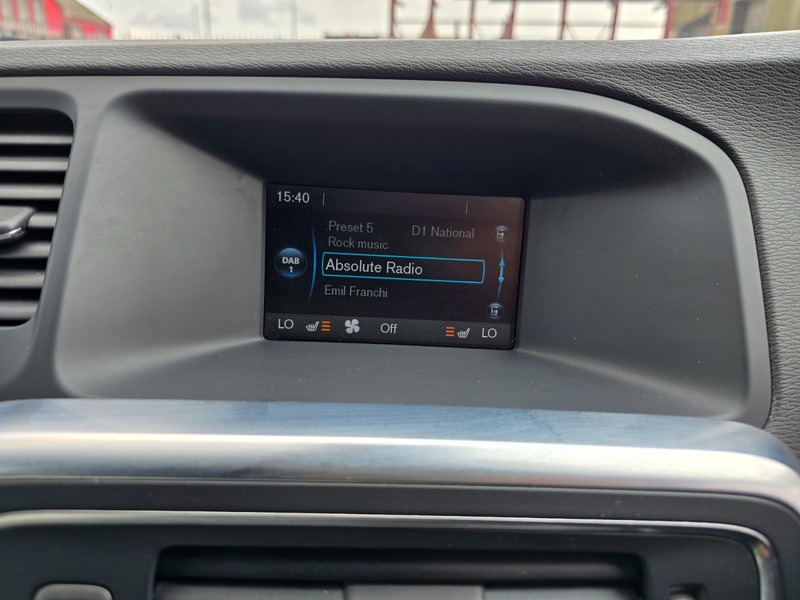 15:40
Preset 5 D1 National
Rock music
DAB
1
Absolute Radio
Emil Franchi
LO Off LO